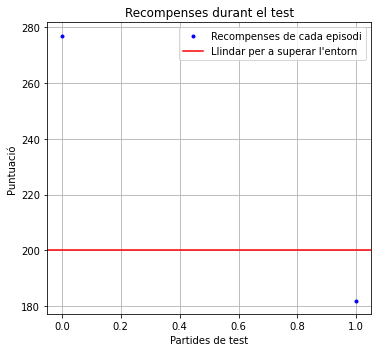 Recompenses durant el test
Recompenses de cada episodi
Llindar per a superar l'entorn
Puntuació
280
260
240
220
200
180
0.0 0.2 0.4 0.6 0.8 1.0
Partides de test